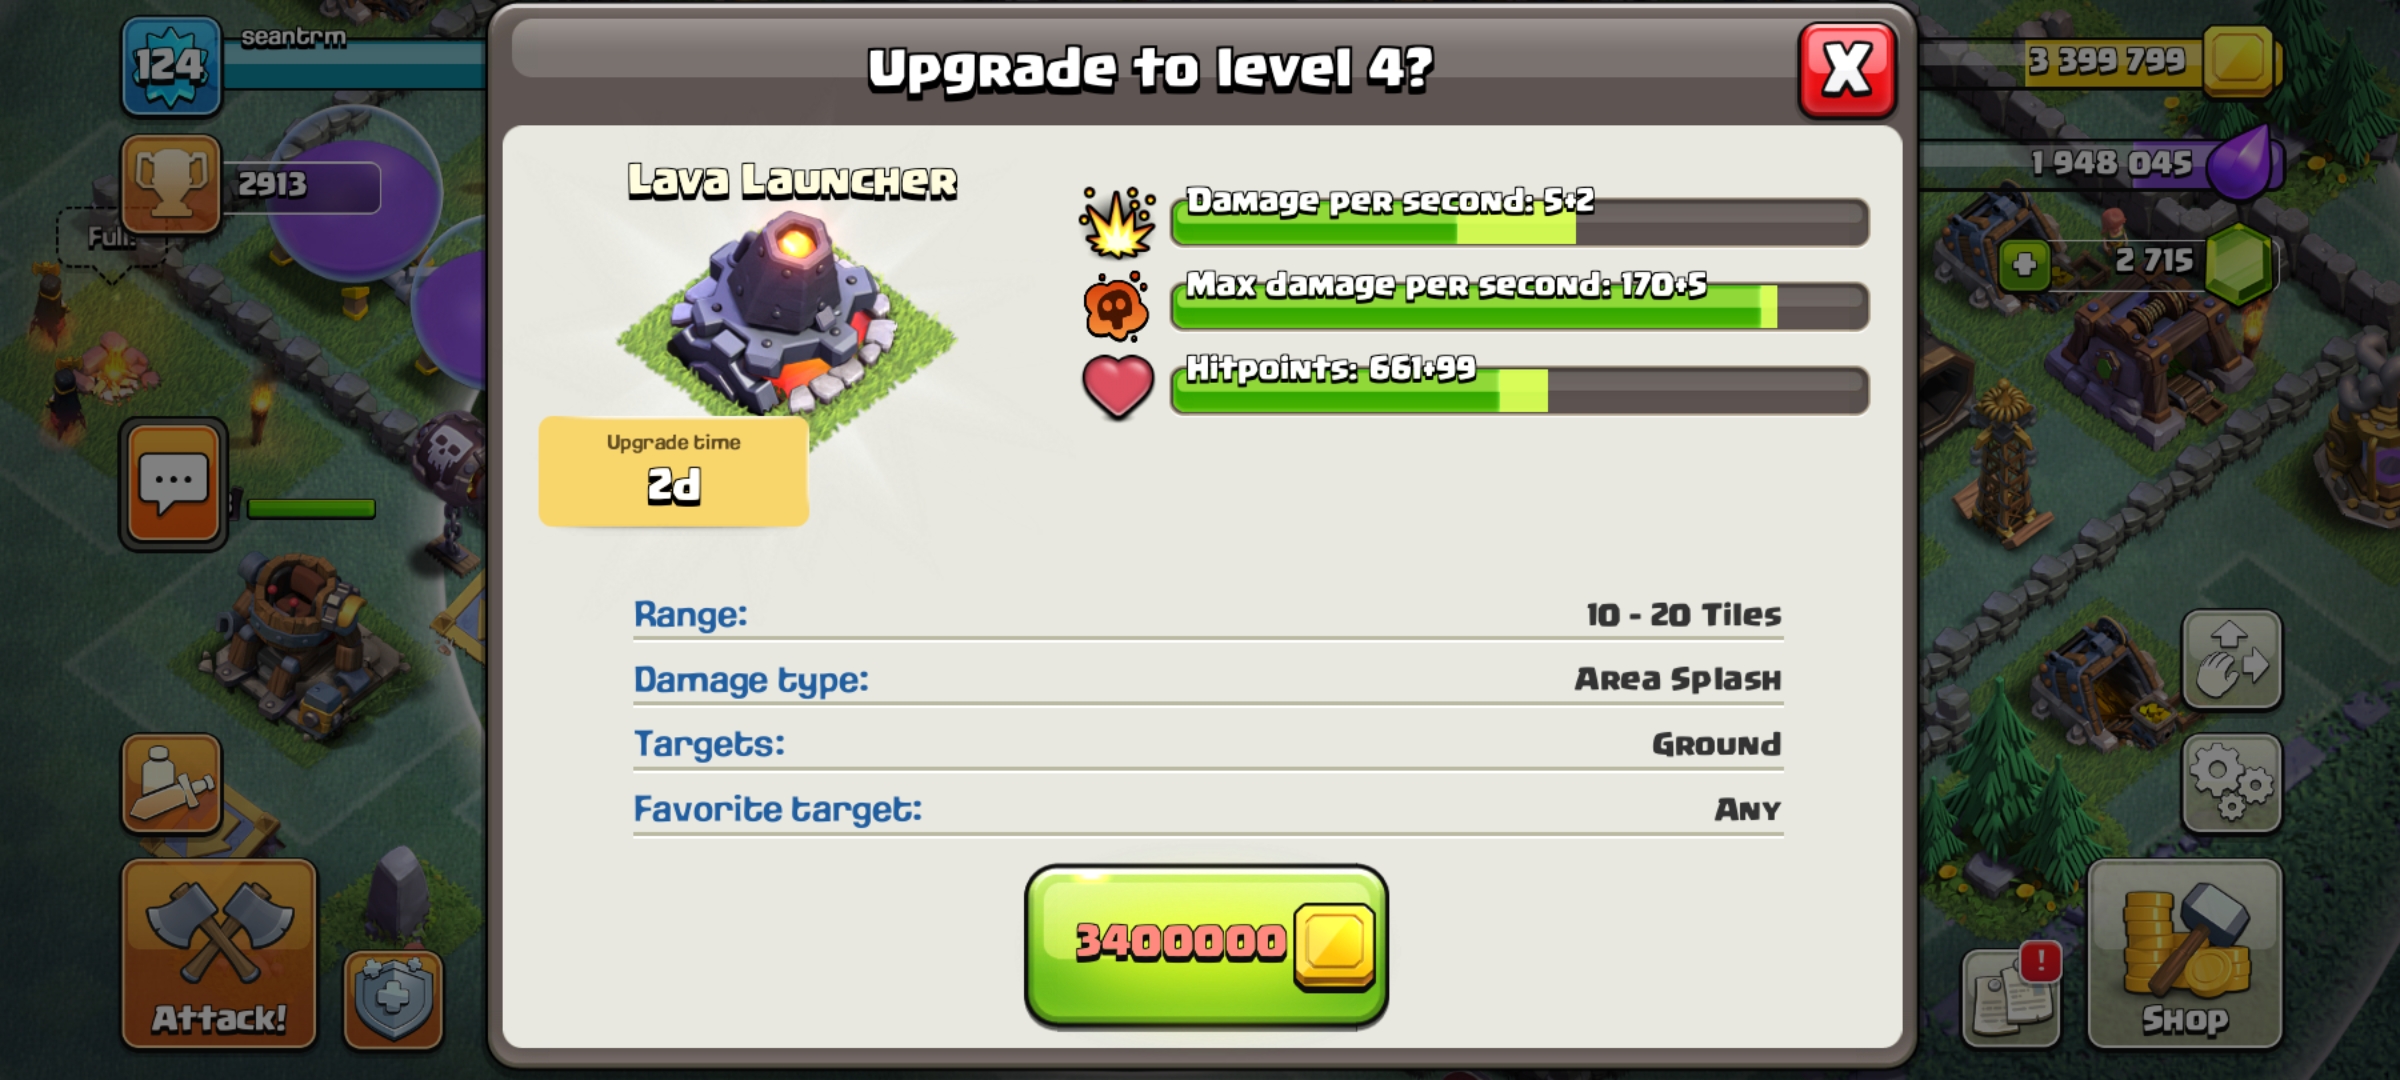 124
seantrm
2913
Full!
Attack!
Upgrade to level 4?
X
Lava Launcher
Upgrade time
2d
Damage per second: 5+2
Max damage per second: 170+5
Hitpoints: 661+99
Range: 10 - 20 Tiles
Damage type: Area Splash
Targets: Ground
Favorite target: Any
3400000
3 399 799
1 948 045
2 715
!
Shop